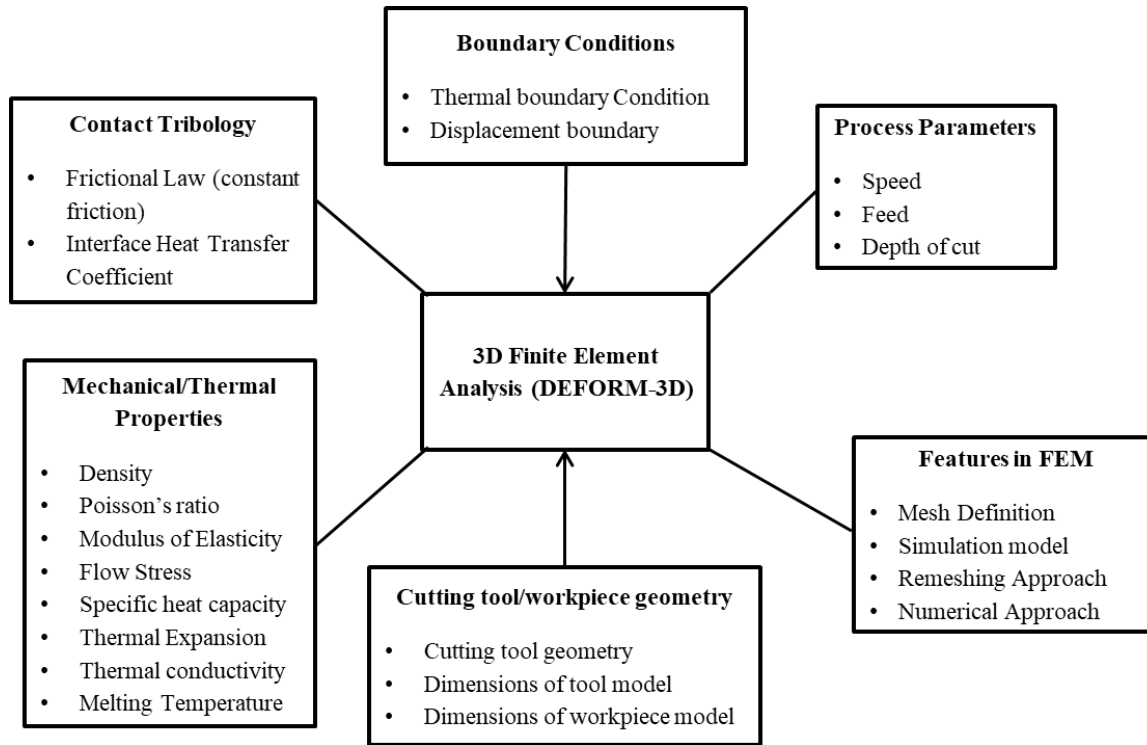 Boundary Conditions
• Thermal boundary Condition
• Displacement boundary
Contact Tribology
• Frictional Law (constant
friction)
• Interface Heat Transfer
Coefficient
Process Parameters
• Speed
• Feed
• Depth of cut
3D Finite Element
Analysis (DEFORM-3D)
Mechanical/Thermal
Properties
• Density
• Poisson’s ratio
• Modulus of Elasticity
• Flow Stress
• Specific heat capacity
• Thermal Expansion
• Thermal conductivity
• Melting Temperature
Cutting tool/workpiece geometry
• Cutting tool geometry
• Dimensions of tool model
• Dimensions of workpiece model
Features in FEM
• Mesh Definition
• Simulation model
• Remeshing Approach
• Numerical Approach